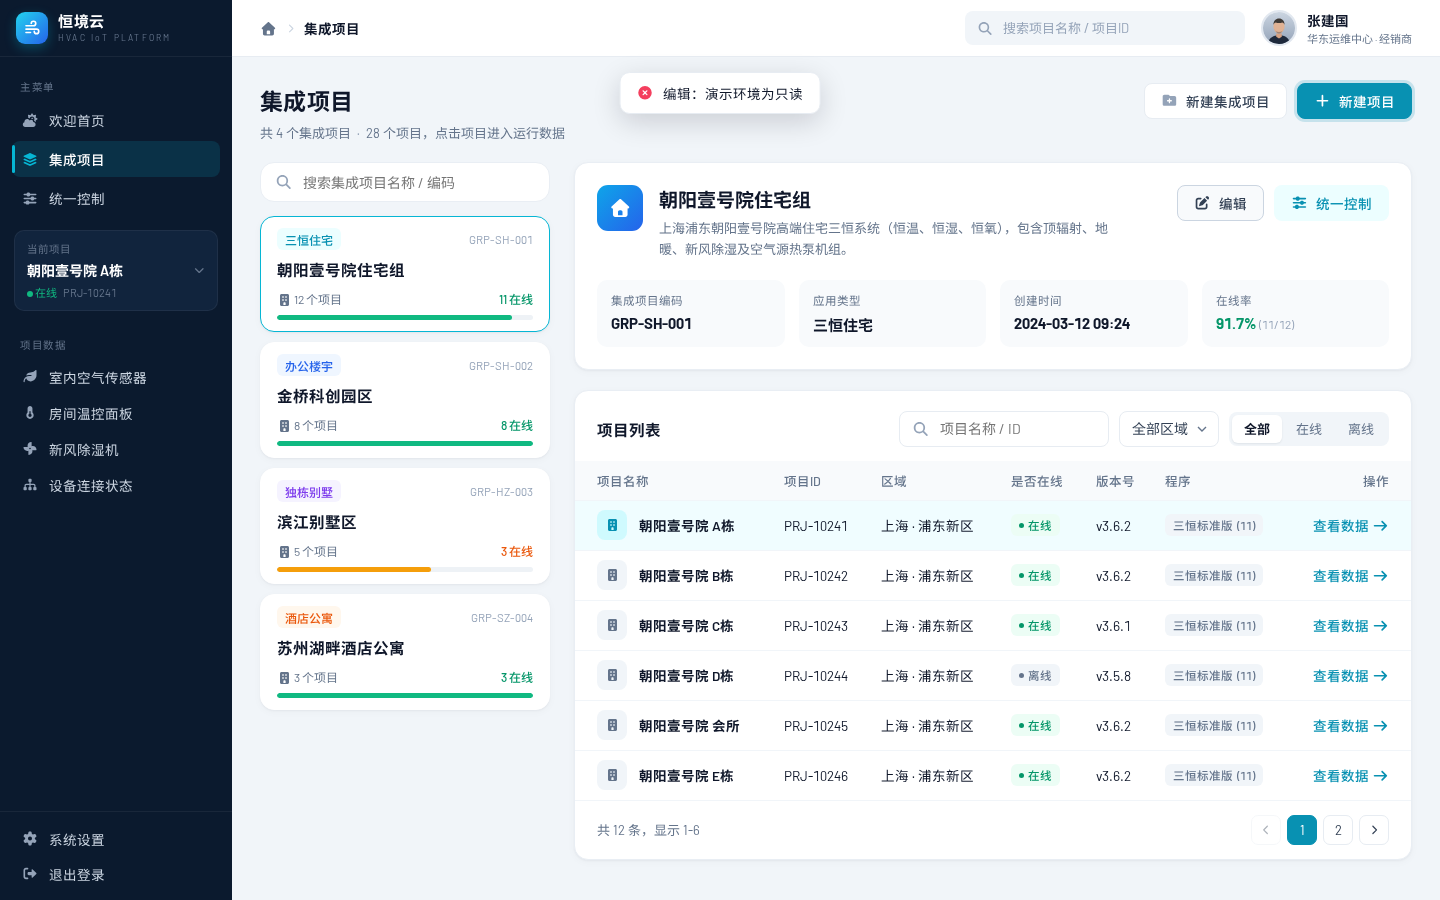 恒境云
HVAC IoT PLATFORM
主菜单
欢迎首页
集成项目
统一控制
当前项目
朝阳壹号院 A栋
在线 PRJ-10241
项目数据
室内空气传感器
房间温控面板
新风除湿机
设备连接状态
系统设置
退出登录
集成项目
搜索项目名称 / 项目ID
张建国
华东运维中心 · 经销商
编辑：演示环境为只读
集成项目
共 4 个集成项目 · 28 个项目，点击项目进入运行数据
新建集成项目
新建项目
搜索集成项目名称 / 编码
三恒住宅 GRP-SH-001
朝阳壹号院住宅组
12 个项目 11 在线
办公楼宇 GRP-SH-002
金桥科创园区
8 个项目 8 在线
独栋别墅 GRP-HZ-003
滨江别墅区
5 个项目 3 在线
酒店公寓 GRP-SZ-004
苏州湖畔酒店公寓
3 个项目 3 在线
朝阳壹号院住宅组
上海浦东朝阳壹号院高端住宅三恒系统（恒温、恒湿、恒氧），包含顶辐射、地
暖、新风除湿及空气源热泵机组。
编辑
统一控制
集成项目编码
GRP-SH-001
应用类型
三恒住宅
创建时间
2024-03-12 09:24
在线率
91.7% (11/12)
项目列表
项目名称 / ID
全部区域
全部 在线 离线
项目名称 项目ID 区域 是否在线 版本号 程序 操作
朝阳壹号院 A栋 PRJ-10241 上海 · 浦东新区 在线 v3.6.2 三恒标准版 (11) 查看数据
朝阳壹号院 B栋 PRJ-10242 上海 · 浦东新区 在线 v3.6.2 三恒标准版 (11) 查看数据
朝阳壹号院 C栋 PRJ-10243 上海 · 浦东新区 在线 v3.6.1 三恒标准版 (11) 查看数据
朝阳壹号院 D栋 PRJ-10244 上海 · 浦东新区 离线 v3.5.8 三恒标准版 (11) 查看数据
朝阳壹号院 会所 PRJ-10245 上海 · 浦东新区 在线 v3.6.2 三恒标准版 (11) 查看数据
朝阳壹号院 E栋 PRJ-10246 上海 · 浦东新区 在线 v3.6.2 三恒标准版 (11) 查看数据
共 12 条，显示 1-6
1 2